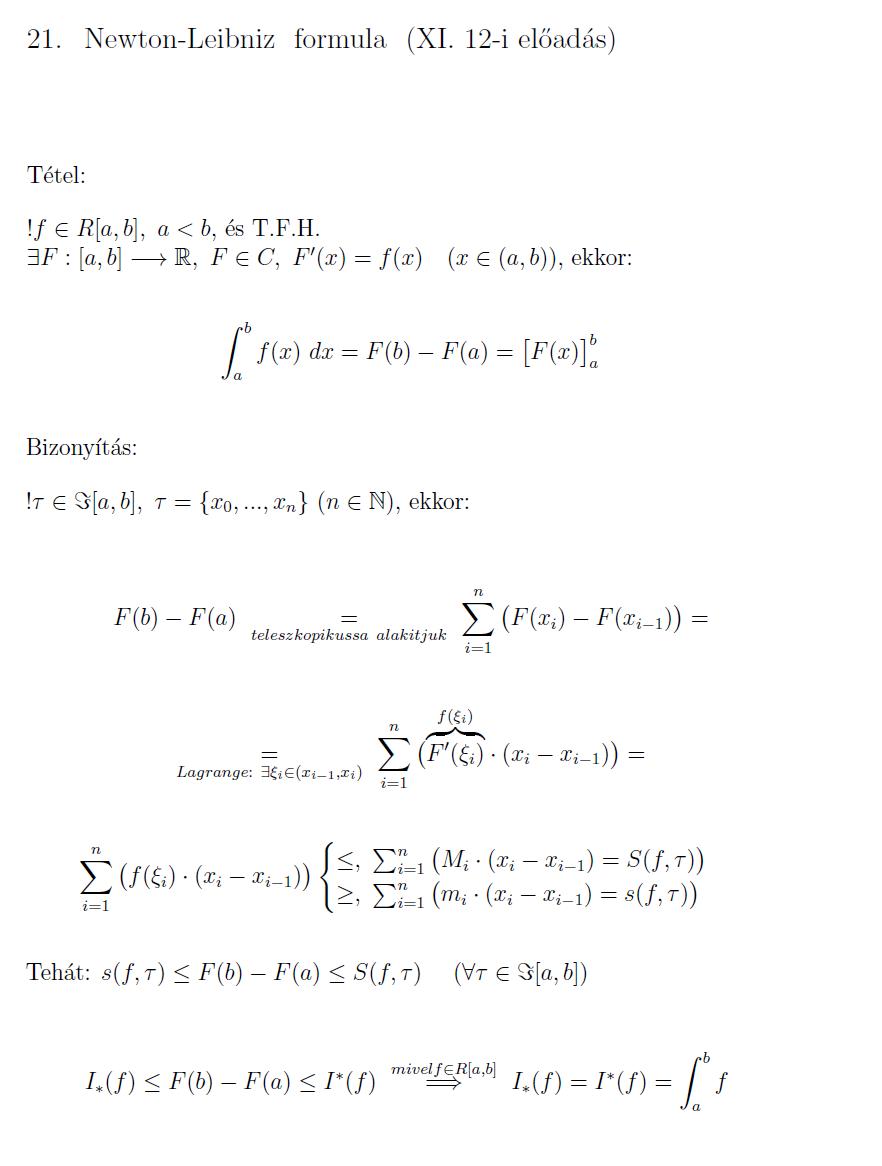 21. Newton-Leibniz formula (XI. 12-i előadás)
Tétel:
!f ∈ R[a, b], a < b, és T.F.H.
∃F : [a, b] ⟶ ℝ, F ∈ C, F′(x) = f(x) (x ∈ (a, b)), ekkor:
∫_a^b f(x) dx = F(b) − F(a) = [F(x)]_a^b
Bizonyítás:
!τ ∈ ℑ[a, b], τ = {x_0, ..., x_n} (n ∈ ℕ), ekkor:
F(b) − F(a) =_{teleszkopikussa alakitjuk} ∑_{i=1}^n (F(x_i) − F(x_{i−1})) =
=_{Lagrange: ∃ξ_i∈(x_{i−1},x_i)} ∑_{i=1}^n (\overbrace{F′(ξ_i)}^{f(ξ_i)} · (x_i − x_{i−1})) =
∑_{i=1}^n (f(ξ_i) · (x_i − x_{i−1})) { ≤, ∑_{i=1}^n (M_i · (x_i − x_{i−1}) = S(f, τ))
≥, ∑_{i=1}^n (m_i · (x_i − x_{i−1}) = s(f, τ))
Tehát: s(f, τ) ≤ F(b) − F(a) ≤ S(f, τ) (∀τ ∈ ℑ[a, b])
I_∗(f) ≤ F(b) − F(a) ≤ I^∗(f) ⟹^{mivelf∈R[a,b]} I_∗(f) = I^∗(f) = ∫_a^b f